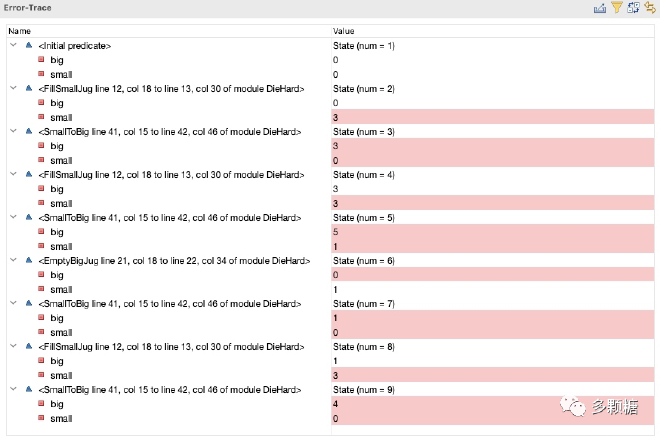 Error-Trace
Name Value
<Initial predicate> State (num = 1)
big 0
small 0
<FillSmallJug line 12, col 18 to line 13, col 30 of module DieHard> State (num = 2)
big 0
small 3
<SmallToBig line 41, col 15 to line 42, col 46 of module DieHard> State (num = 3)
big 3
small 0
<FillSmallJug line 12, col 18 to line 13, col 30 of module DieHard> State (num = 4)
big 3
small 3
<SmallToBig line 41, col 15 to line 42, col 46 of module DieHard> State (num = 5)
big 5
small 1
<EmptyBigJug line 21, col 18 to line 22, col 34 of module DieHard> State (num = 6)
big 0
small 1
<SmallToBig line 41, col 15 to line 42, col 46 of module DieHard> State (num = 7)
big 1
small 0
<FillSmallJug line 12, col 18 to line 13, col 30 of module DieHard> State (num = 8)
big 1
small 3
<SmallToBig line 41, col 15 to line 42, col 46 of module DieHard> State (num = 9)
big 4
small 0
多颗糖